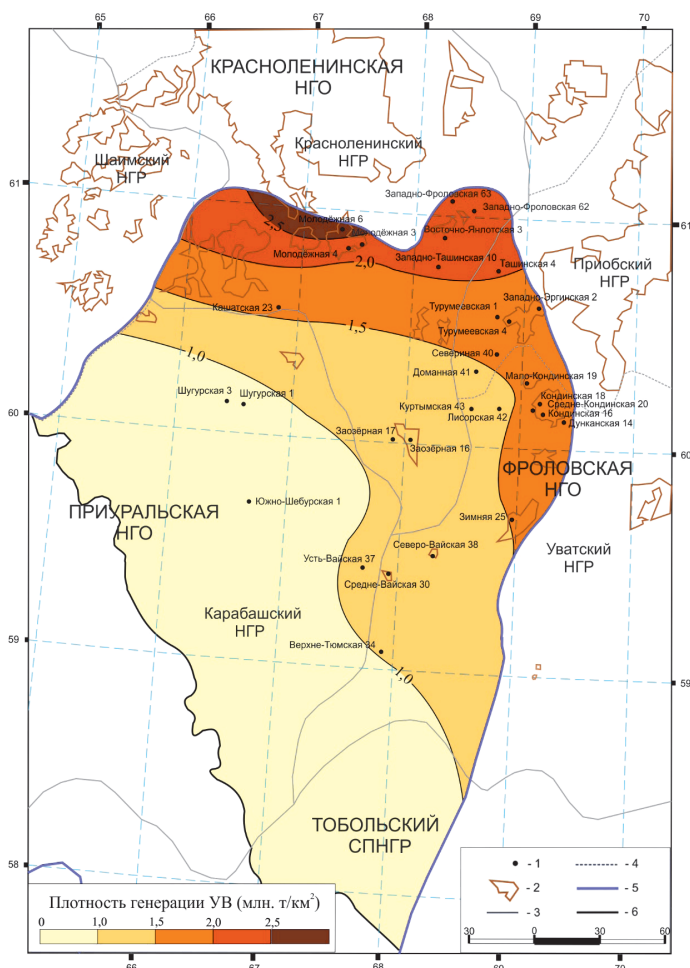 65 66 67 68 69 70
КРАСНОЛЕНИНСКАЯ
НГО
Красноленинский
НГР
Шаимский
НГР
61
61
Западно-Фроловская 63
Западно-Фроловская 62
2,5
Молодёжная 6
Молодёжная 3
Восточно-Янлотская 3
Молодёжная 4
2,0
Западно-Ташинская 10
Ташинская 4
Приобский
НГР
Западно-Эргинская 2
Кашатская 23
Турумеевская 1
1,5
Турумеевская 4
1,0
Севериная 40
Доманная 41
Мало-Кондинская 19
Шугурская 3
Шугурская 1
Кондинская 18
Куртымская 43
Средне-Кондинская 20
Лисорская 42
Кондинская 16
Дунканская 14
60
60
Заозёрная 17
Заозёрная 16
ФРОЛОВСКАЯ
НГО
Южно-Шебурская 1
ПРИУРАЛЬСКАЯ
НГО
Зимняя 25
Северо-Вайская 38
Уватский
НГР
Усть-Вайская 37
Средне-Вайская 30
Карабашский
НГР
59
59
Верхне-Тюмская 34
1,0
ТОБОЛЬСКИЙ
СПНГР
58
Плотность генерации УВ (млн. т/км²)
0 1,0 1,5 2,0 2,5
- 1 - 4
- 2 - 5
- 3 - 6
30 0 30 60
66 67 68 69 70